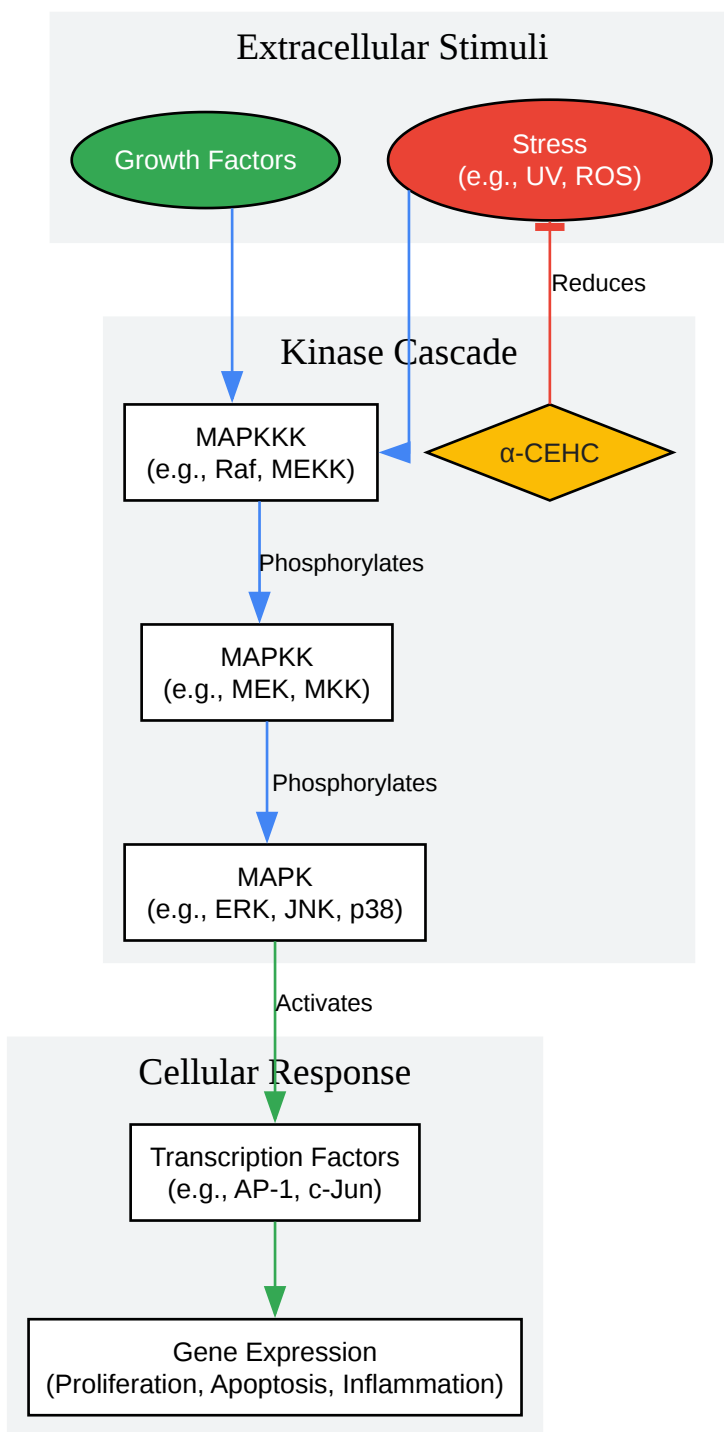 Extracellular Stimuli
Growth Factors
Stress
(e.g., UV, ROS)
Reduces
Kinase Cascade
MAPKKK
(e.g., Raf, MEKK)
α-CEHC
Phosphorylates
MAPKK
(e.g., MEK, MKK)
Phosphorylates
MAPK
(e.g., ERK, JNK, p38)
Activates
Cellular Response
Transcription Factors
(e.g., AP-1, c-Jun)
Gene Expression
(Proliferation, Apoptosis, Inflammation)